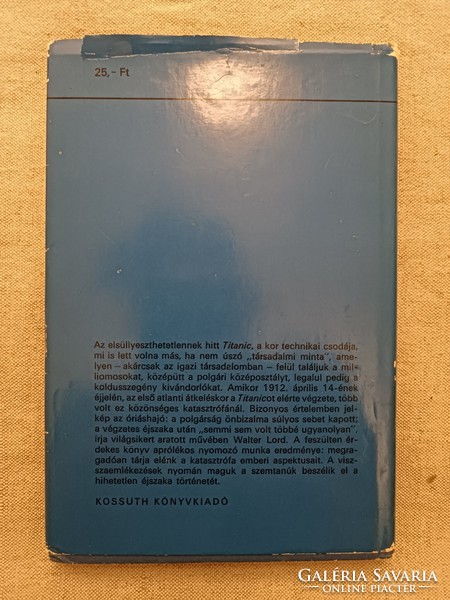 25,– Ft
Az elsüllyeszthetetlennek hitt Titanic, a kor technikai csodája,
mi is lett volna más, ha nem úszó „társadalmi minta”, ame-
lyen – akárcsak az igazi társadalomban – felül találjuk a mil-
liomosokat, középütt a polgári középosztályt, legalul pedig a
koldusszegény kivándorlókat. Amikor 1912. április 14-ének
éjjelén, az első atlanti átkeléskor a Titanicot elérte végzete, több
volt ez közönséges katasztrófánál. Bizonyos értelemben jel-
kép az óriáshajó: a polgárság önbizalma súlyos sebet kapott;
a végzetes éjszaka után „semmi sem volt többé ugyanolyan”,
írja világsikert aratott művében Walter Lord. A feszülten ér-
dekes könyv aprólékos nyomozó munka eredménye: megra-
gadóan tárja elénk a katasztrófa emberi aspektusait. A visz-
szaemlékezések nyomán maguk a szemtanúk beszélik el a
hihetetlen éjszaka történetét.
KOSSUTH KÖNYVKIADÓ
GALÉRIA SAVARIA
ONLINE PIACTÉR